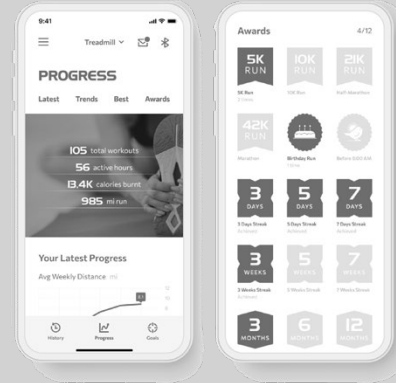 9:41
Treadmill
PROGRESS
Latest Trends Best Awards
105 total workouts
56 active hours
13.4K calories burnt
985 mi run
Your Latest Progress
Avg Weekly Distance mi
12
10
History Progress Goals
Awards 4/12
5K RUN
10K RUN
21K RUN
5K Run
10K Run
Half-Marathon
42K RUN
Marathon
Birthday Run
3 DAYS
5 DAYS
7 DAYS
3 Days Streak
5 Days Streak
7 Days Streak
3 WEEKS
5 WEEKS
7 WEEKS
3 Weeks Streak
5 Weeks Streak
7 Weeks Streak
3 MONTHS
6 MONTHS
12 MONTHS